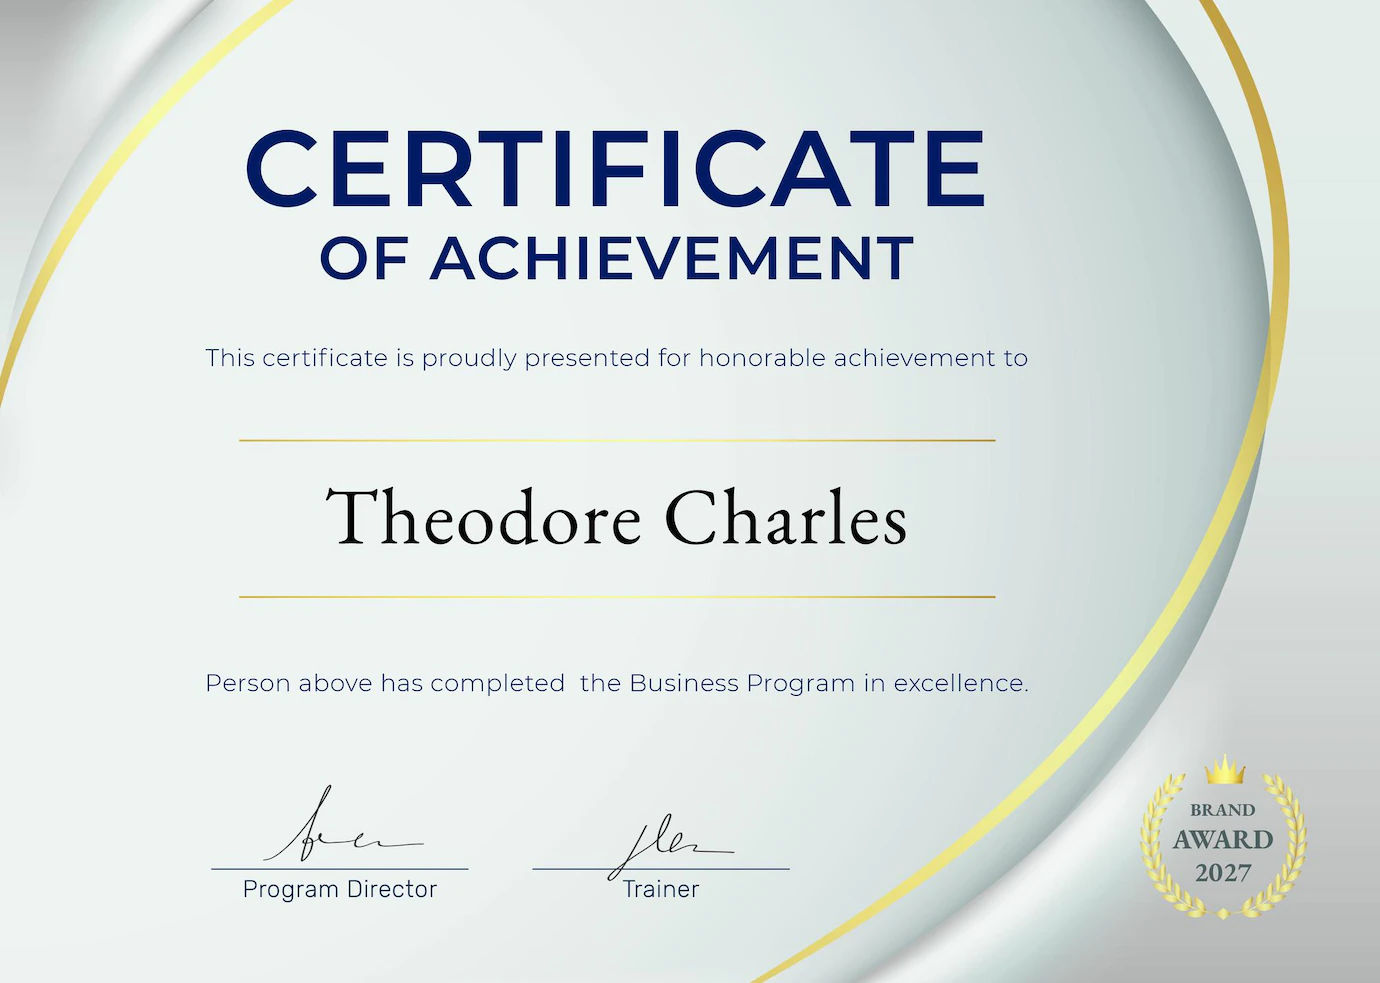 CERTIFICATE
OF ACHIEVEMENT
This certificate is proudly presented for honorable achievement to
Theodore Charles
Person above has completed  the Business Program in excellence.
Program Director
Trainer
BRAND
AWARD
2027